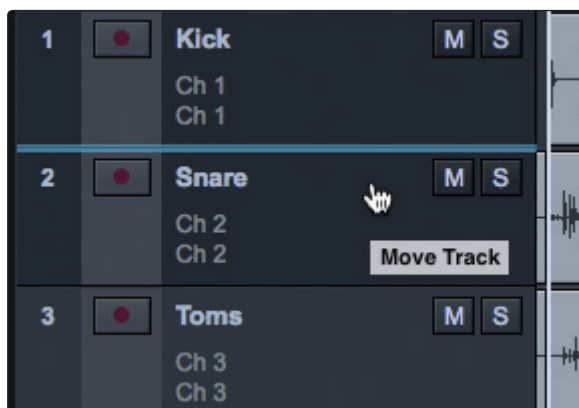 1 Kick M S
Ch 1
Ch 1
2 Snare M S
Ch 2
Ch 2
Move Track
3 Toms M S
Ch 3
Ch 3